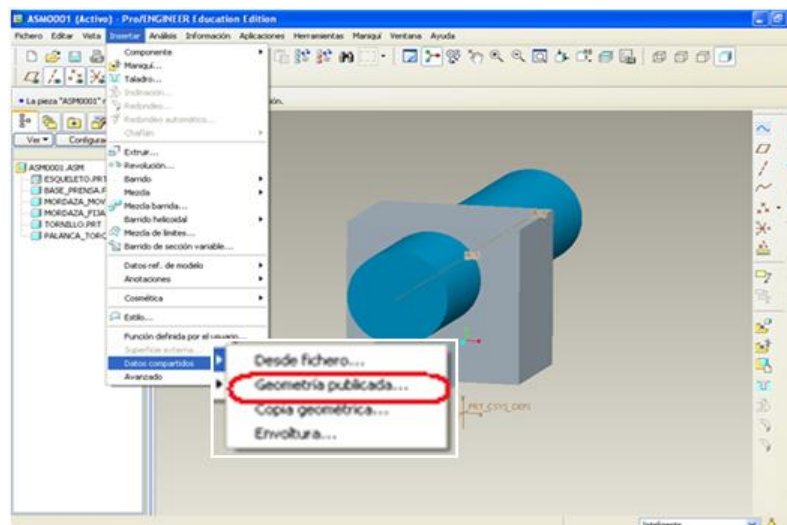 ASM0001 (Activo) - Pro/ENGINEER Education Edition
Fichero Editar Vista Insertar Análisis Información Aplicaciones Herramientas Maniquí Ventana Ayuda
• La pieza "ASM0001"
Ver
ASM0001.ASM
ESQUELETO.PRT
BASE_PRENSA
MORDAZA_MOV
MORDAZA_FIJA
TORNILLO.PRT
PALANCA_TORQ
Componente
Maniquí...
Taladro...
Inclinación...
Redondeo...
Redondeo automático...
Chaflán
Extruir...
Revolución...
Barrido
Mezcla
Mezcla barrida...
Barrido helicoidal
Mezcla de límites...
Barrido de sección variable...
Datos ref. de modelo
Anotaciones
Cosmética
Estilo...
Función definida por el usuario...
Superficie externa...
Datos compartidos
Avanzado
Desde fichero...
Geometría publicada...
Copia geométrica...
Envoltura...
PRT_CSYS_DEF
Inteligente